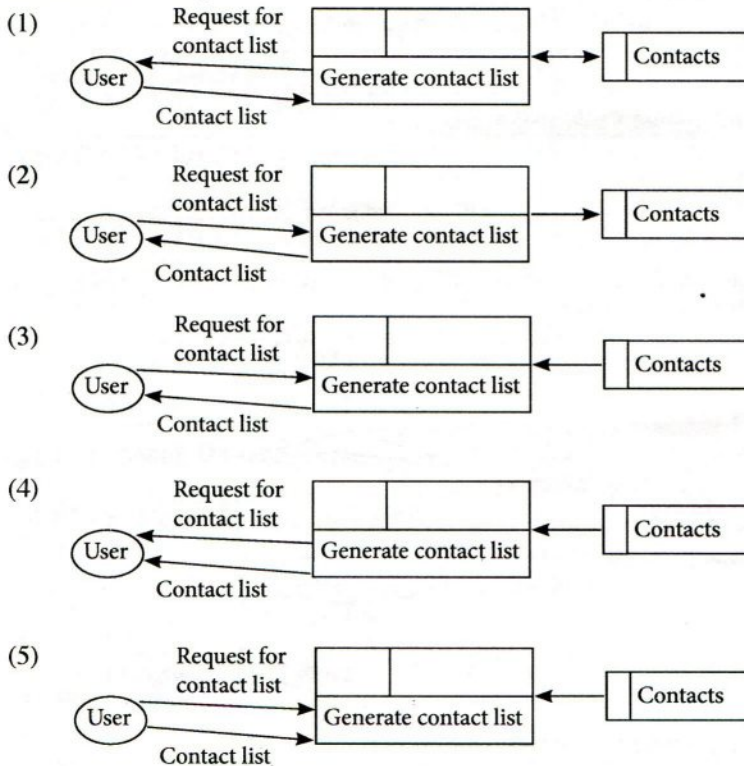 (1)
Request for
contact list
User
Generate contact list
Contacts
Contact list
(2)
Request for
contact list
User
Generate contact list
Contacts
Contact list
(3)
Request for
contact list
User
Generate contact list
Contacts
Contact list
(4)
Request for
contact list
User
Generate contact list
Contacts
Contact list
(5)
Request for
contact list
User
Generate contact list
Contacts
Contact list